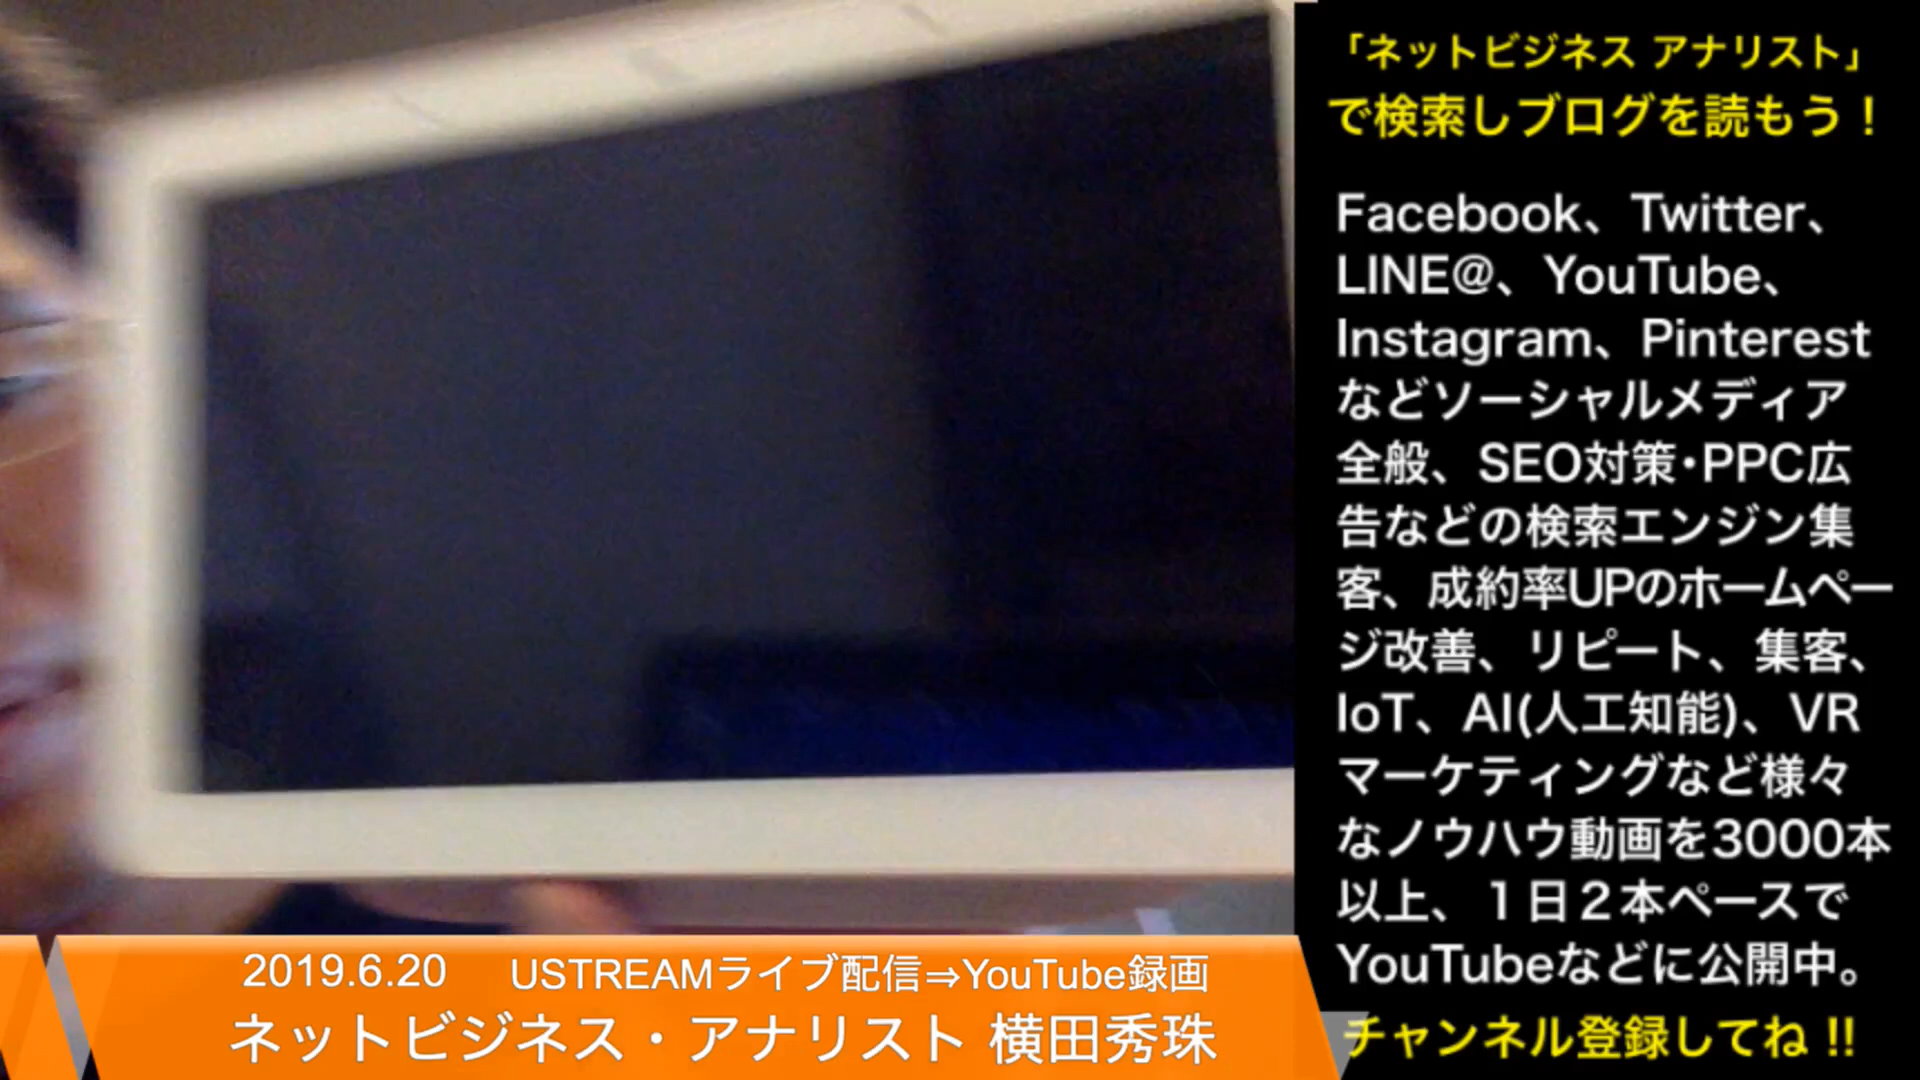 「ネットビジネス アナリスト」
で検索しブログを読もう！
Facebook、Twitter、
LINE@、YouTube、
Instagram、Pinterest
などソーシャルメディア
全般、SEO対策・PPC広
告などの検索エンジン集
客、成約率UPのホームペー
ジ改善、リピート、集客、
IoT、AI(人工知能)、VR
マーケティングなど様々
なノウハウ動画を3000本
以上、１日２本ペースで
YouTubeなどに公開中。
チャンネル登録してね !!
2019.6.20 USTREAMライブ配信⇒YouTube録画
ネットビジネス・アナリスト 横田秀珠